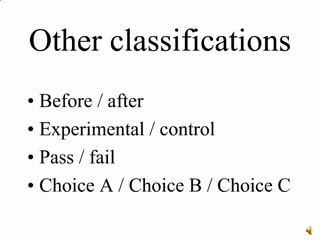 Other classifications
• Before / after
• Experimental / control
• Pass / fail
• Choice A / Choice B / Choice C